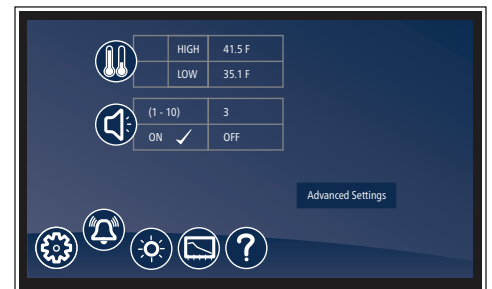 HIGH 41.5 F
LOW 35.1 F
(1 - 10) 3
ON ✓ OFF
Advanced Settings
?